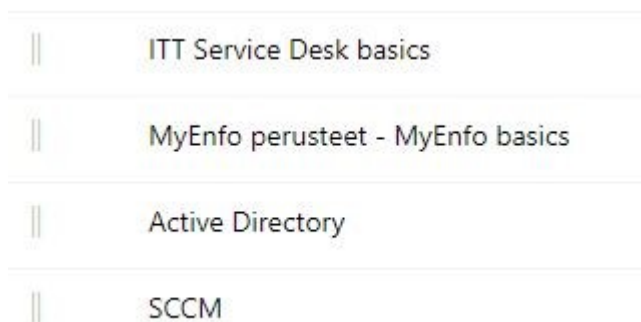 ITT Service Desk basics
MyEnfo perusteet - MyEnfo basics
Active Directory
SCCM